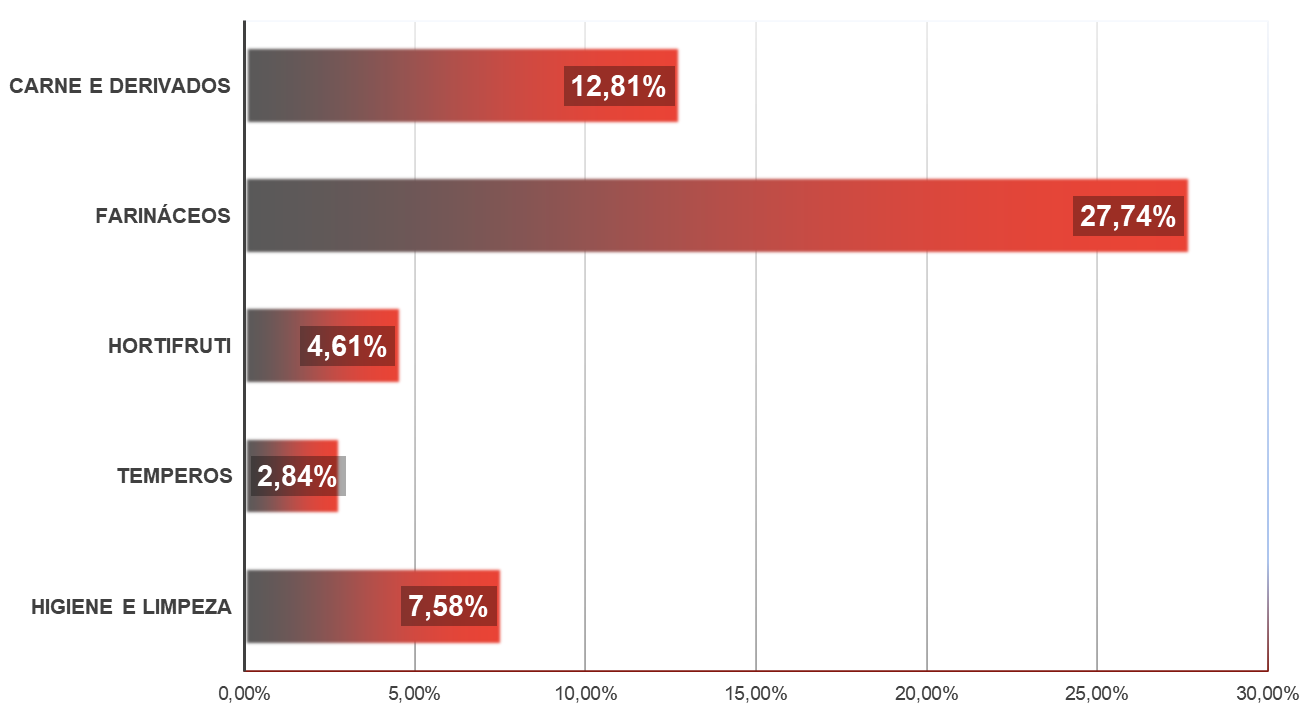 CARNE E DERIVADOS
12,81%
FARINÁCEOS
27,74%
HORTIFRUTI
4,61%
TEMPEROS
2,84%
HIGIENE E LIMPEZA
7,58%
0,00% 5,00% 10,00% 15,00% 20,00% 25,00% 30,00%